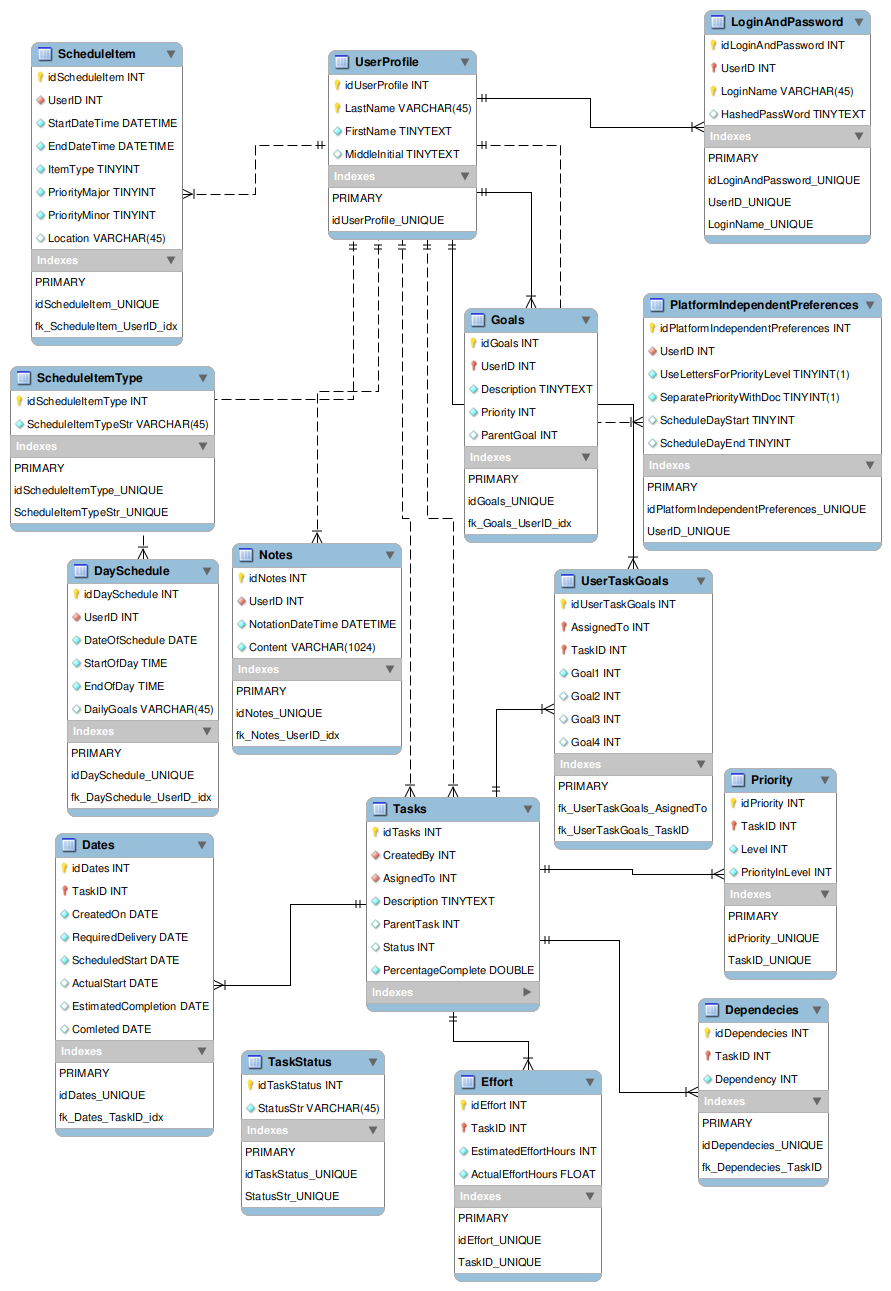 ScheduleItem
idScheduleItem INT
UserID INT
StartDateTime DATETIME
EndDateTime DATETIME
ItemType TINYINT
PriorityMajor TINYINT
PriorityMinor TINYINT
Location VARCHAR(45)
Indexes
PRIMARY
idScheduleItem_UNIQUE
fk_ScheduleItem_UserID_idx
UserProfile
idUserProfile INT
LastName VARCHAR(45)
FirstName TINYTEXT
MiddleInitial TINYTEXT
Indexes
PRIMARY
idUserProfile_UNIQUE
LoginAndPassword
idLoginAndPassword INT
UserID INT
LoginName VARCHAR(45)
HashedPassWord TINYTEXT
Indexes
PRIMARY
idLoginAndPassword_UNIQUE
UserID_UNIQUE
LoginName_UNIQUE
Goals
idGoals INT
UserID INT
Description TINYTEXT
Priority INT
ParentGoal INT
Indexes
PRIMARY
idGoals_UNIQUE
fk_Goals_UserID_idx
PlatformIndependentPreferences
idPlatformIndependentPreferences INT
UserID INT
UseLettersForPriorityLevel TINYINT(1)
SeparatePriorityWithDoc TINYINT(1)
ScheduleDayStart TINYINT
ScheduleDayEnd TINYINT
Indexes
PRIMARY
idPlatformIndependentPreferences_UNIQUE
UserID_UNIQUE
ScheduleItemType
idScheduleItemType INT
ScheduleItemTypeStr VARCHAR(45)
Indexes
PRIMARY
idScheduleItemType_UNIQUE
ScheduleItemTypeStr_UNIQUE
DaySchedule
idDaySchedule INT
UserID INT
DateOfSchedule DATE
StartOfDay TIME
EndOfDay TIME
DailyGoals VARCHAR(45)
Indexes
PRIMARY
idDaySchedule_UNIQUE
fk_DaySchedule_UserID_idx
Notes
idNotes INT
UserID INT
NotationDateTime DATETIME
Content VARCHAR(1024)
Indexes
PRIMARY
idNotes_UNIQUE
fk_Notes_UserID_idx
UserTaskGoals
idUserTaskGoals INT
AssignedTo INT
TaskID INT
Goal1 INT
Goal2 INT
Goal3 INT
Goal4 INT
Indexes
PRIMARY
fk_UserTaskGoals_AsignedTo
fk_UserTaskGoals_TaskID
Priority
idPriority INT
TaskID INT
Level INT
PriorityInLevel INT
Indexes
PRIMARY
idPriority_UNIQUE
TaskID_UNIQUE
Tasks
idTasks INT
CreatedBy INT
AsignedTo INT
Description TINYTEXT
ParentTask INT
Status INT
PercentageComplete DOUBLE
Indexes
Dates
idDates INT
TaskID INT
CreatedOn DATE
RequiredDelivery DATE
ScheduledStart DATE
ActualStart DATE
EstimatedCompletion DATE
Comleted DATE
Indexes
PRIMARY
idDates_UNIQUE
fk_Dates_TaskID_idx
Dependecies
idDependecies INT
TaskID INT
Dependency INT
Indexes
PRIMARY
idDependecies_UNIQUE
fk_Dependecies_TaskID
TaskStatus
idTaskStatus INT
StatusStr VARCHAR(45)
Indexes
PRIMARY
idTaskStatus_UNIQUE
StatusStr_UNIQUE
Effort
idEffort INT
TaskID INT
EstimatedEffortHours INT
ActualEffortHours FLOAT
Indexes
PRIMARY
idEffort_UNIQUE
TaskID_UNIQUE